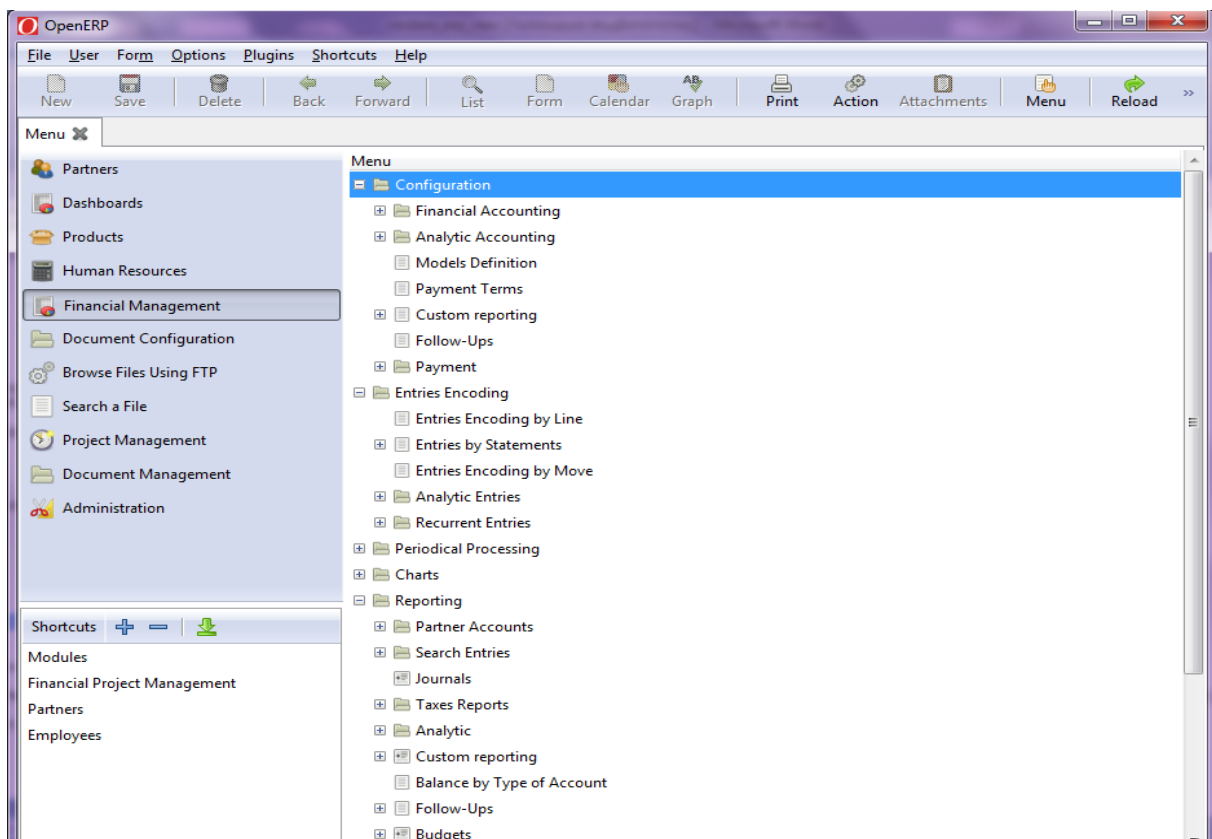 OpenERP
File User Form Options Plugins Shortcuts Help
New Save Delete Back Forward List Form Calendar Graph Print Action Attachments Menu Reload »
Menu
Partners
Dashboards
Products
Human Resources
Financial Management
Document Configuration
Browse Files Using FTP
Search a File
Project Management
Document Management
Administration
Shortcuts
Modules
Financial Project Management
Partners
Employees
Menu
Configuration
Financial Accounting
Analytic Accounting
Models Definition
Payment Terms
Custom reporting
Follow-Ups
Payment
Entries Encoding
Entries Encoding by Line
Entries by Statements
Entries Encoding by Move
Analytic Entries
Recurrent Entries
Periodical Processing
Charts
Reporting
Partner Accounts
Search Entries
Journals
Taxes Reports
Analytic
Custom reporting
Balance by Type of Account
Follow-Ups
Budgets